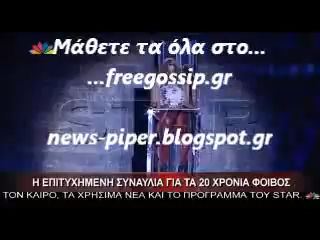 Μάθετε τα όλα στο...
...freegossip.gr
STAR
news-piper.blogspot.gr
Η ΕΠΙΤΥΧΗΜΕΝΗ ΣΥΝΑΥΛΙΑ ΓΙΑ ΤΑ 20 ΧΡΟΝΙΑ ΦΟΙΒΟΣ
ΤΟΝ ΚΑΙΡΟ, ΤΑ ΧΡΗΣΙΜΑ ΝΕΑ ΚΑΙ ΤΟ ΠΡΟΓΡΑΜΜΑ ΤΟΥ STAR.